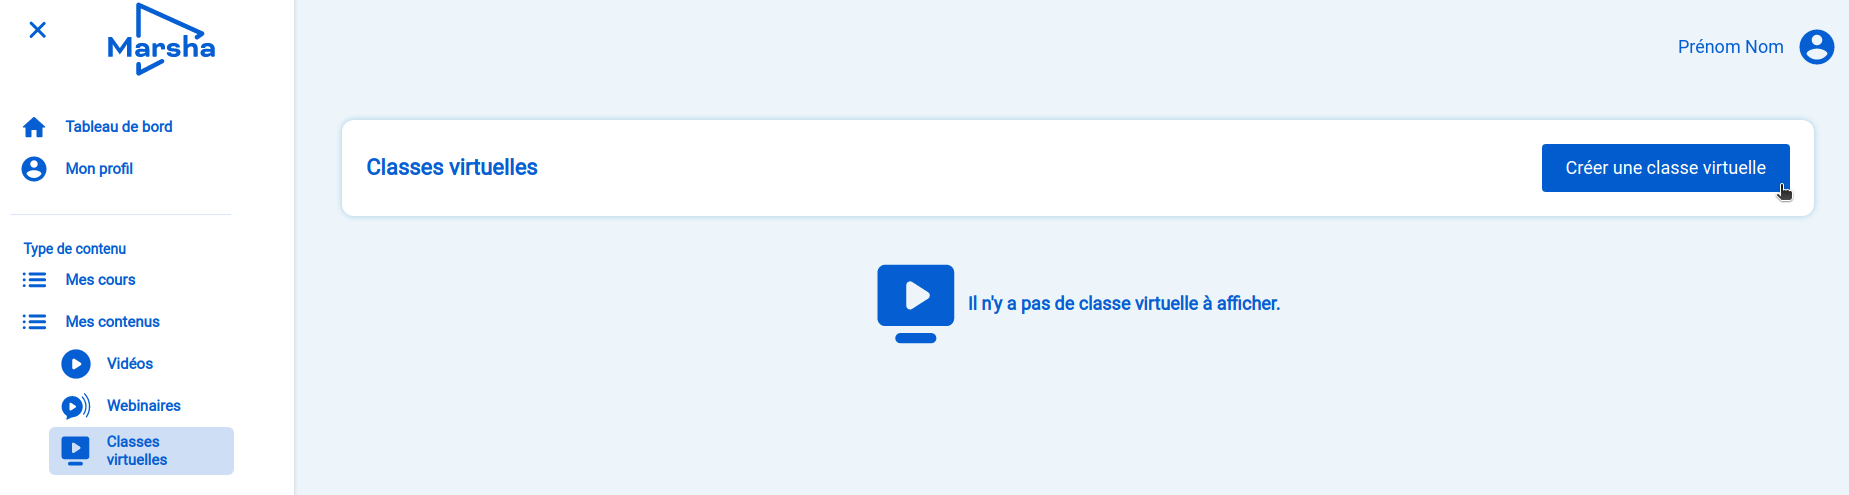 Marsha
Prénom Nom
Tableau de bord
Mon profil
Type de contenu
Mes cours
Mes contenus
Vidéos
Webinaires
Classes
virtuelles
Classes virtuelles
Créer une classe virtuelle
Il n'y a pas de classe virtuelle à afficher.